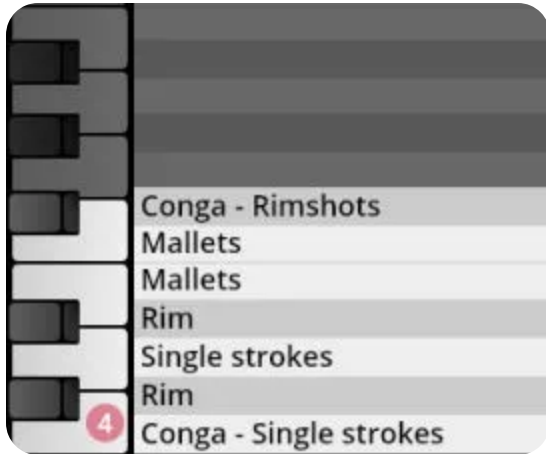 Conga - Rimshots
Mallets
Mallets
Rim
Single strokes
Rim
4
Conga - Single strokes